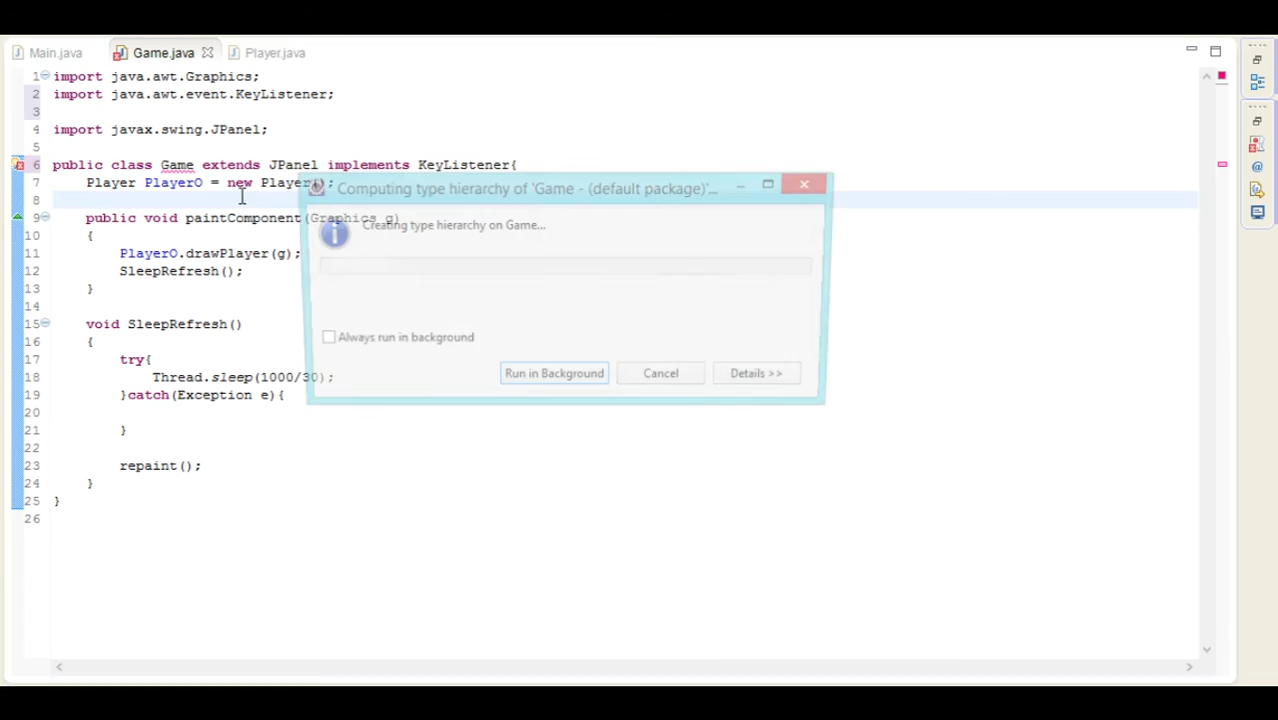 Main.java Game.java Player.java
1 import java.awt.Graphics;
2 import java.awt.event.KeyListener;
3
4 import javax.swing.JPanel;
5
6 public class Game extends JPanel implements KeyListener{
7 Player PlayerO = new Player();
8
9 public void paintComponent(Graphics g)
10 {
11 PlayerO.drawPlayer(g);
12 SleepRefresh();
13 }
14
15 void SleepRefresh()
16 {
17 try{
18 Thread.sleep(1000/30);
19 }catch(Exception e){
20
21 }
22
23 repaint();
24 }
25 }
26
Computing type hierarchy of 'Game - (default package)'...
Creating type hierarchy on Game...
Always run in background
Run in Background Cancel Details >>